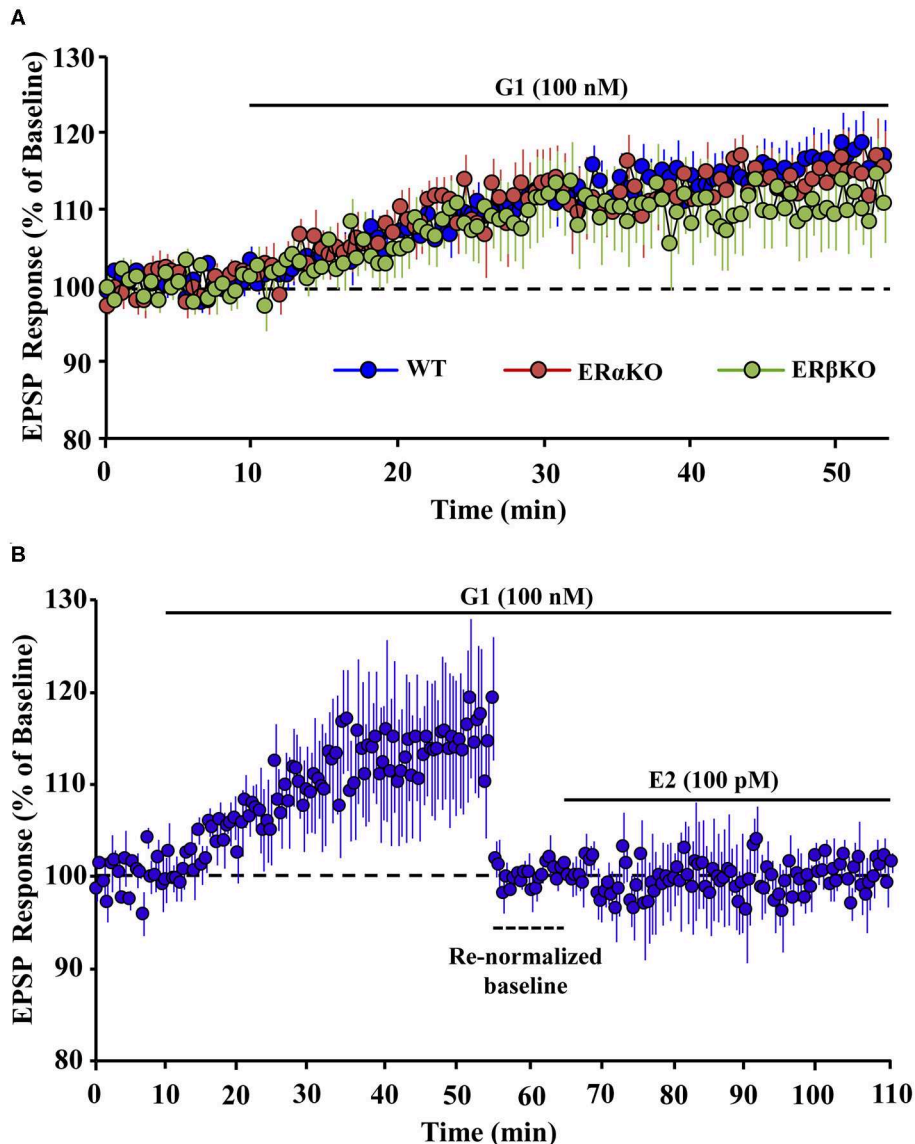 A
130
120
110
100
90
80
EPSP Response (% of Baseline)
G1 (100 nM)
WT
ERαKO
ERβKO
0 10 20 30 40 50
Time (min)
B
130
120
110
100
90
80
EPSP Response (% of Baseline)
G1 (100 nM)
E2 (100 pM)
Re-normalized
baseline
0 10 20 30 40 50 60 70 80 90 100 110
Time (min)